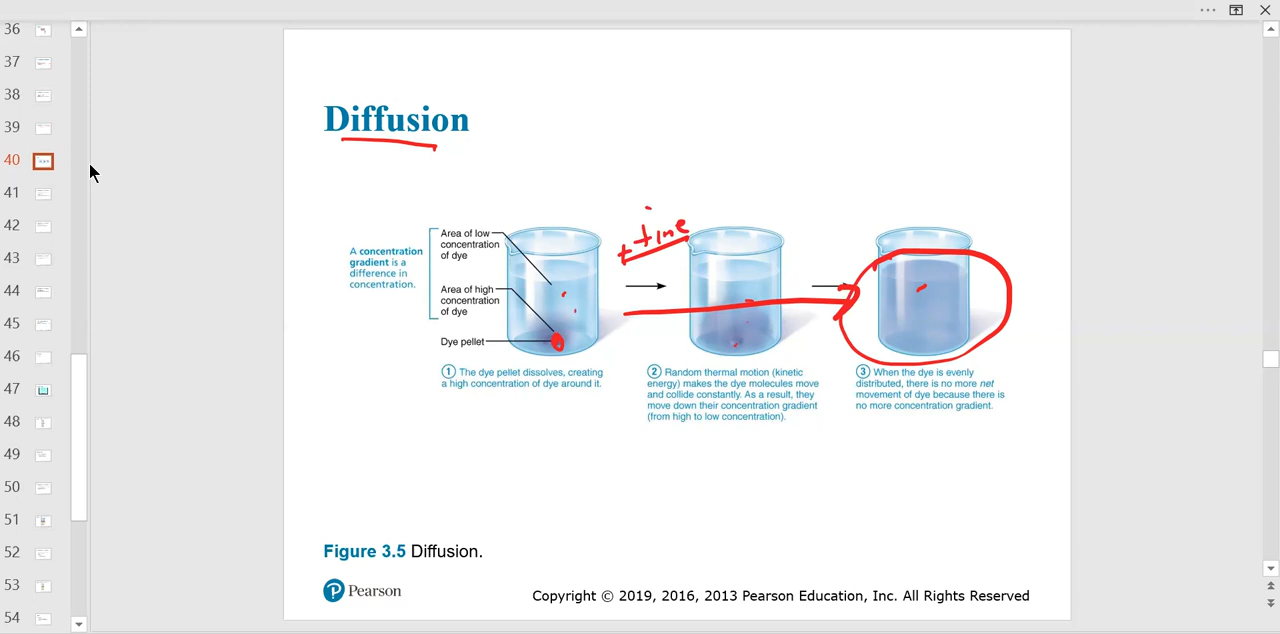 36
37
38
39
40
41
42
43
44
45
46
47
48
49
50
51
52
53
54
Diffusion
time
A concentration
gradient is a
difference in
concentration.
Area of low
concentration
of dye
Area of high
concentration
of dye
Dye pellet
1 The dye pellet dissolves, creating
a high concentration of dye around it.
2 Random thermal motion (kinetic
energy) makes the dye molecules move
and collide constantly. As a result, they
move down their concentration gradient
(from high to low concentration).
3 When the dye is evenly
distributed, there is no more net
movement of dye because there is
no more concentration gradient.
Figure 3.5 Diffusion.
P Pearson
Copyright © 2019, 2016, 2013 Pearson Education, Inc. All Rights Reserved